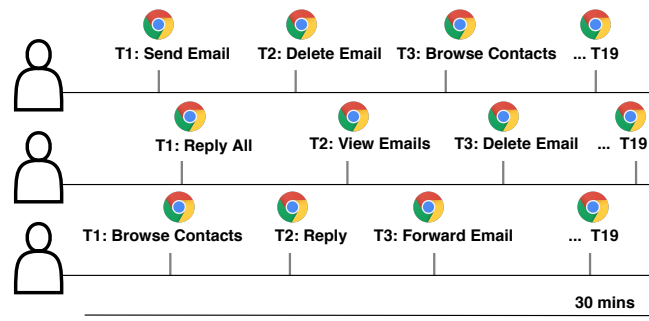 T1: Send Email T2: Delete Email T3: Browse Contacts ... T19
T1: Reply All T2: View Emails T3: Delete Email ... T19
T1: Browse Contacts T2: Reply T3: Forward Email ... T19
30 mins